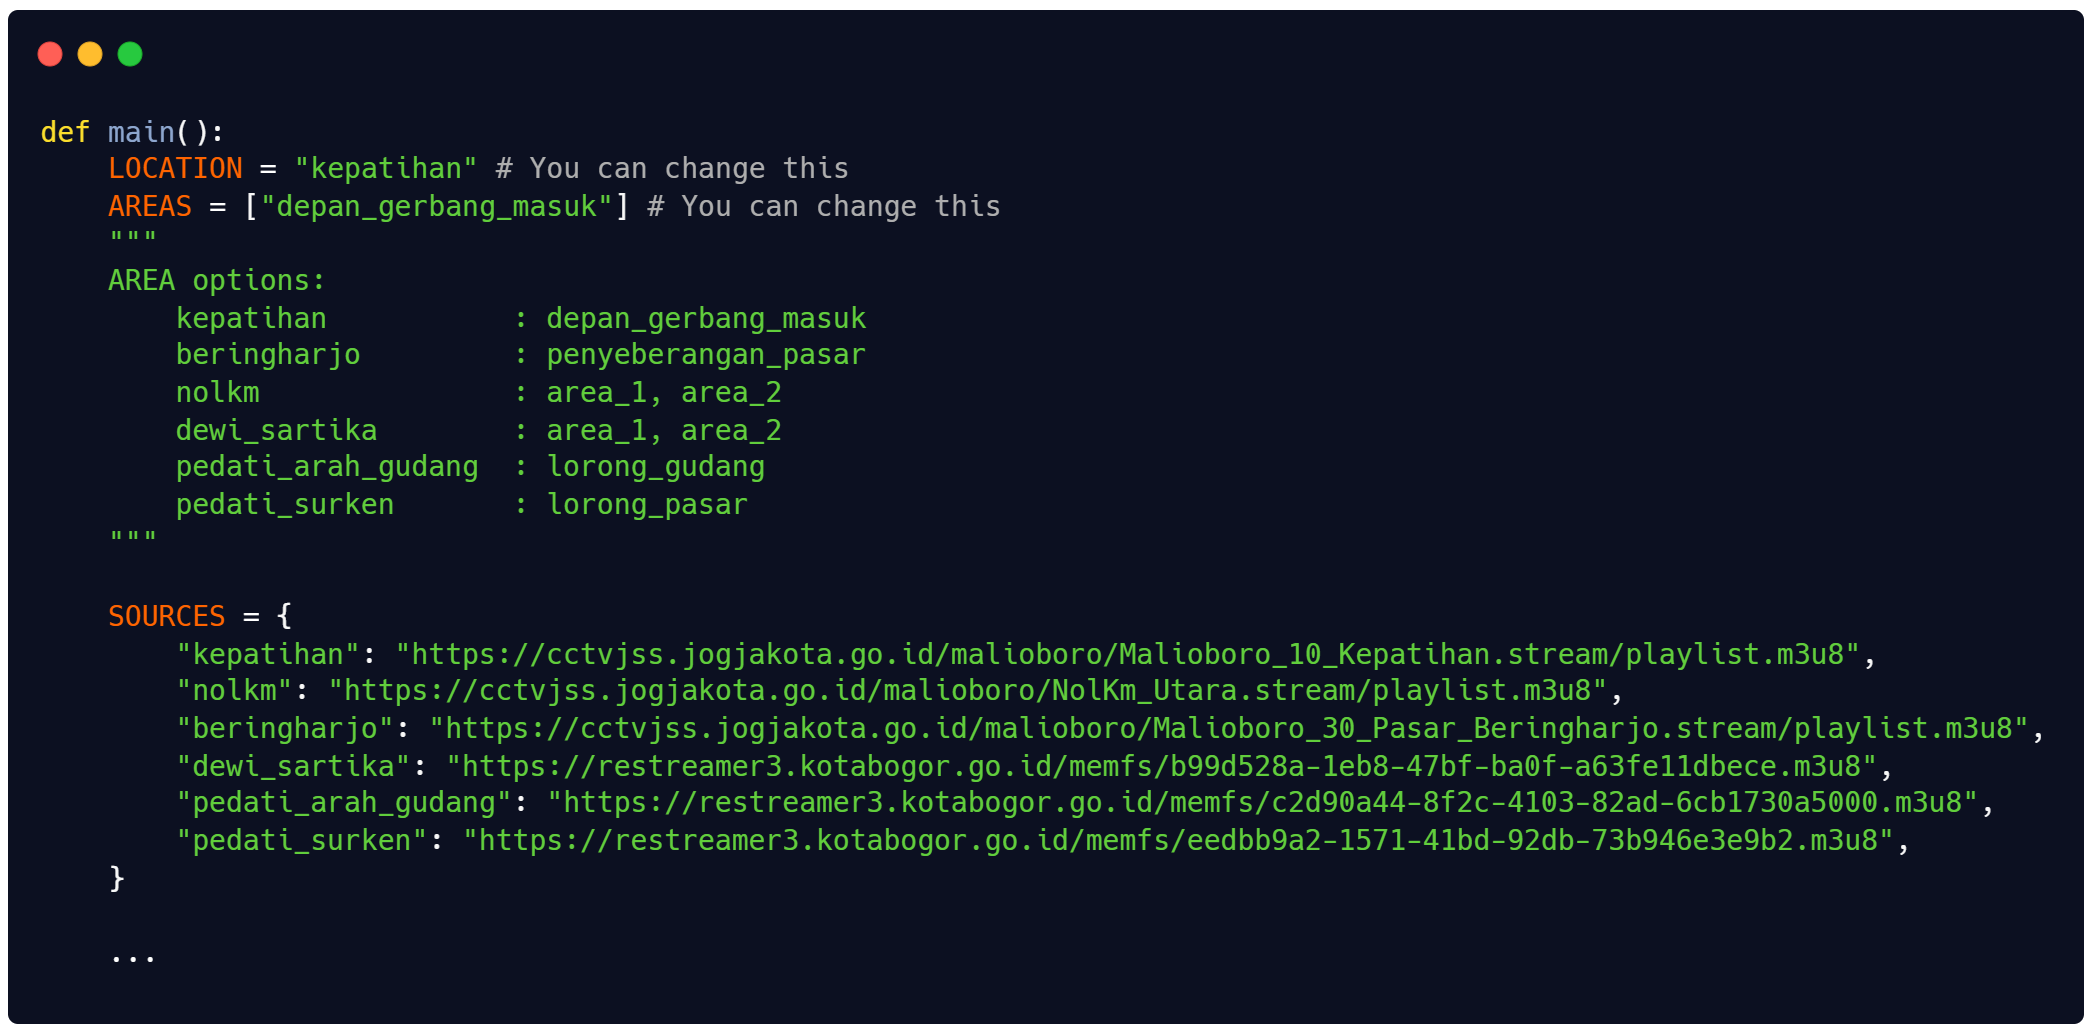 def main():
    LOCATION = "kepatihan" # You can change this
    AREAS = ["depan_gerbang_masuk"] # You can change this
    """
    AREA options:
        kepatihan           : depan_gerbang_masuk
        beringharjo         : penyeberangan_pasar
        nolkm               : area_1, area_2
        dewi_sartika        : area_1, area_2
        pedati_arah_gudang  : lorong_gudang
        pedati_surken       : lorong_pasar
    """
    SOURCES = {
        "kepatihan": "https://cctvjss.jogjakota.go.id/malioboro/Malioboro_10_Kepatihan.stream/playlist.m3u8",
        "nolkm": "https://cctvjss.jogjakota.go.id/malioboro/NolKm_Utara.stream/playlist.m3u8",
        "beringharjo": "https://cctvjss.jogjakota.go.id/malioboro/Malioboro_30_Pasar_Beringharjo.stream/playlist.m3u8",
        "dewi_sartika": "https://restreamer3.kotabogor.go.id/memfs/b99d528a-1eb8-47bf-ba0f-a63fe11dbece.m3u8",
        "pedati_arah_gudang": "https://restreamer3.kotabogor.go.id/memfs/c2d90a44-8f2c-4103-82ad-6cb1730a5000.m3u8",
        "pedati_surken": "https://restreamer3.kotabogor.go.id/memfs/eedbb9a2-1571-41bd-92db-73b946e3e9b2.m3u8",
    }
    ...